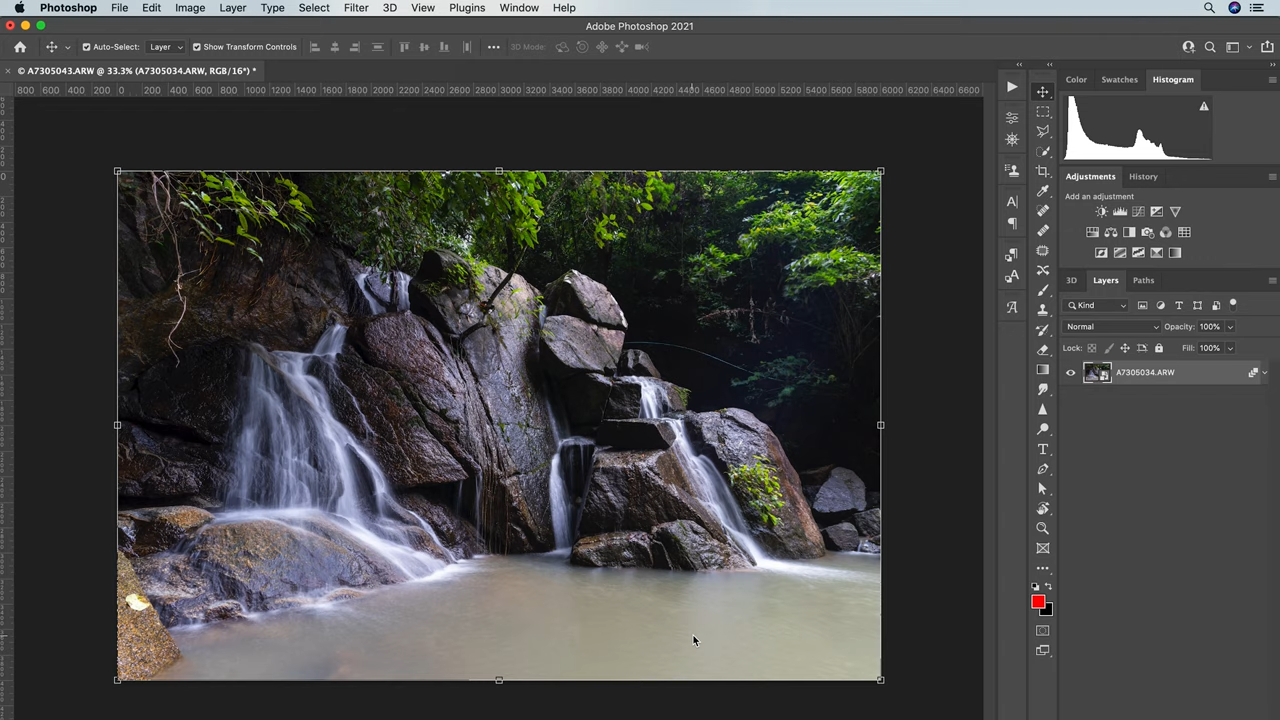 Photoshop File Edit Image Layer Type Select Filter 3D View Plugins Window Help
Adobe Photoshop 2021
Auto-Select: Layer Show Transform Controls 3D Mode:
© A7305043.ARW @ 33.3% (A7305034.ARW, RGB/16*) *
800 600 400 200 0 200 400 600 800 1000 1200 1400 1600 1800 2000 2200 2400 2600 2800 3000 3200 3400 3600 3800 4000 4200 4400 4600 4800 5000 5200 5400 5600 5800 6000 6200 6400 6600
Color Swatches Histogram
Adjustments History
Add an adjustment
3D Layers Paths
Kind
Normal Opacity: 100%
Lock: Fill: 100%
A7305034.ARW